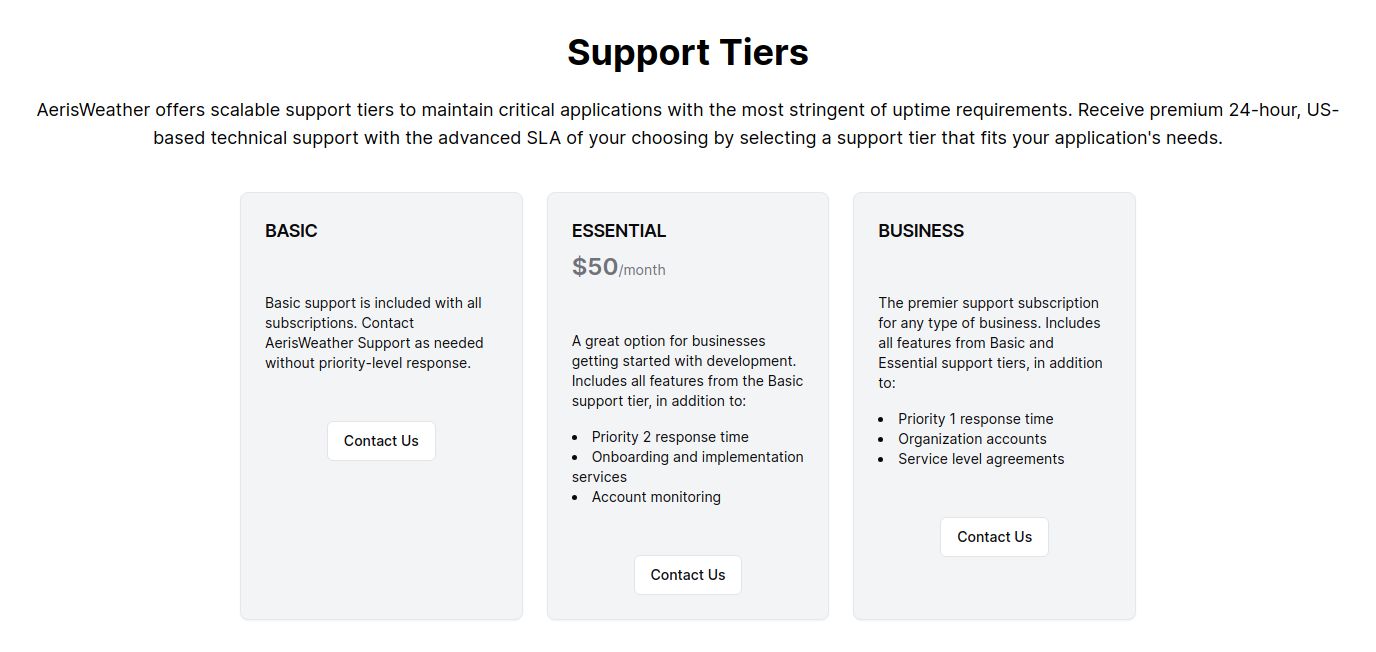 Support Tiers
AerisWeather offers scalable support tiers to maintain critical applications with the most stringent of uptime requirements. Receive premium 24-hour, US-
based technical support with the advanced SLA of your choosing by selecting a support tier that fits your application's needs.
BASIC
Basic support is included with all
subscriptions. Contact
AerisWeather Support as needed
without priority-level response.
Contact Us
ESSENTIAL
$50/month
A great option for businesses
getting started with development.
Includes all features from the Basic
support tier, in addition to:
• Priority 2 response time
• Onboarding and implementation
services
• Account monitoring
Contact Us
BUSINESS
The premier support subscription
for any type of business. Includes
all features from Basic and
Essential support tiers, in addition
to:
• Priority 1 response time
• Organization accounts
• Service level agreements
Contact Us